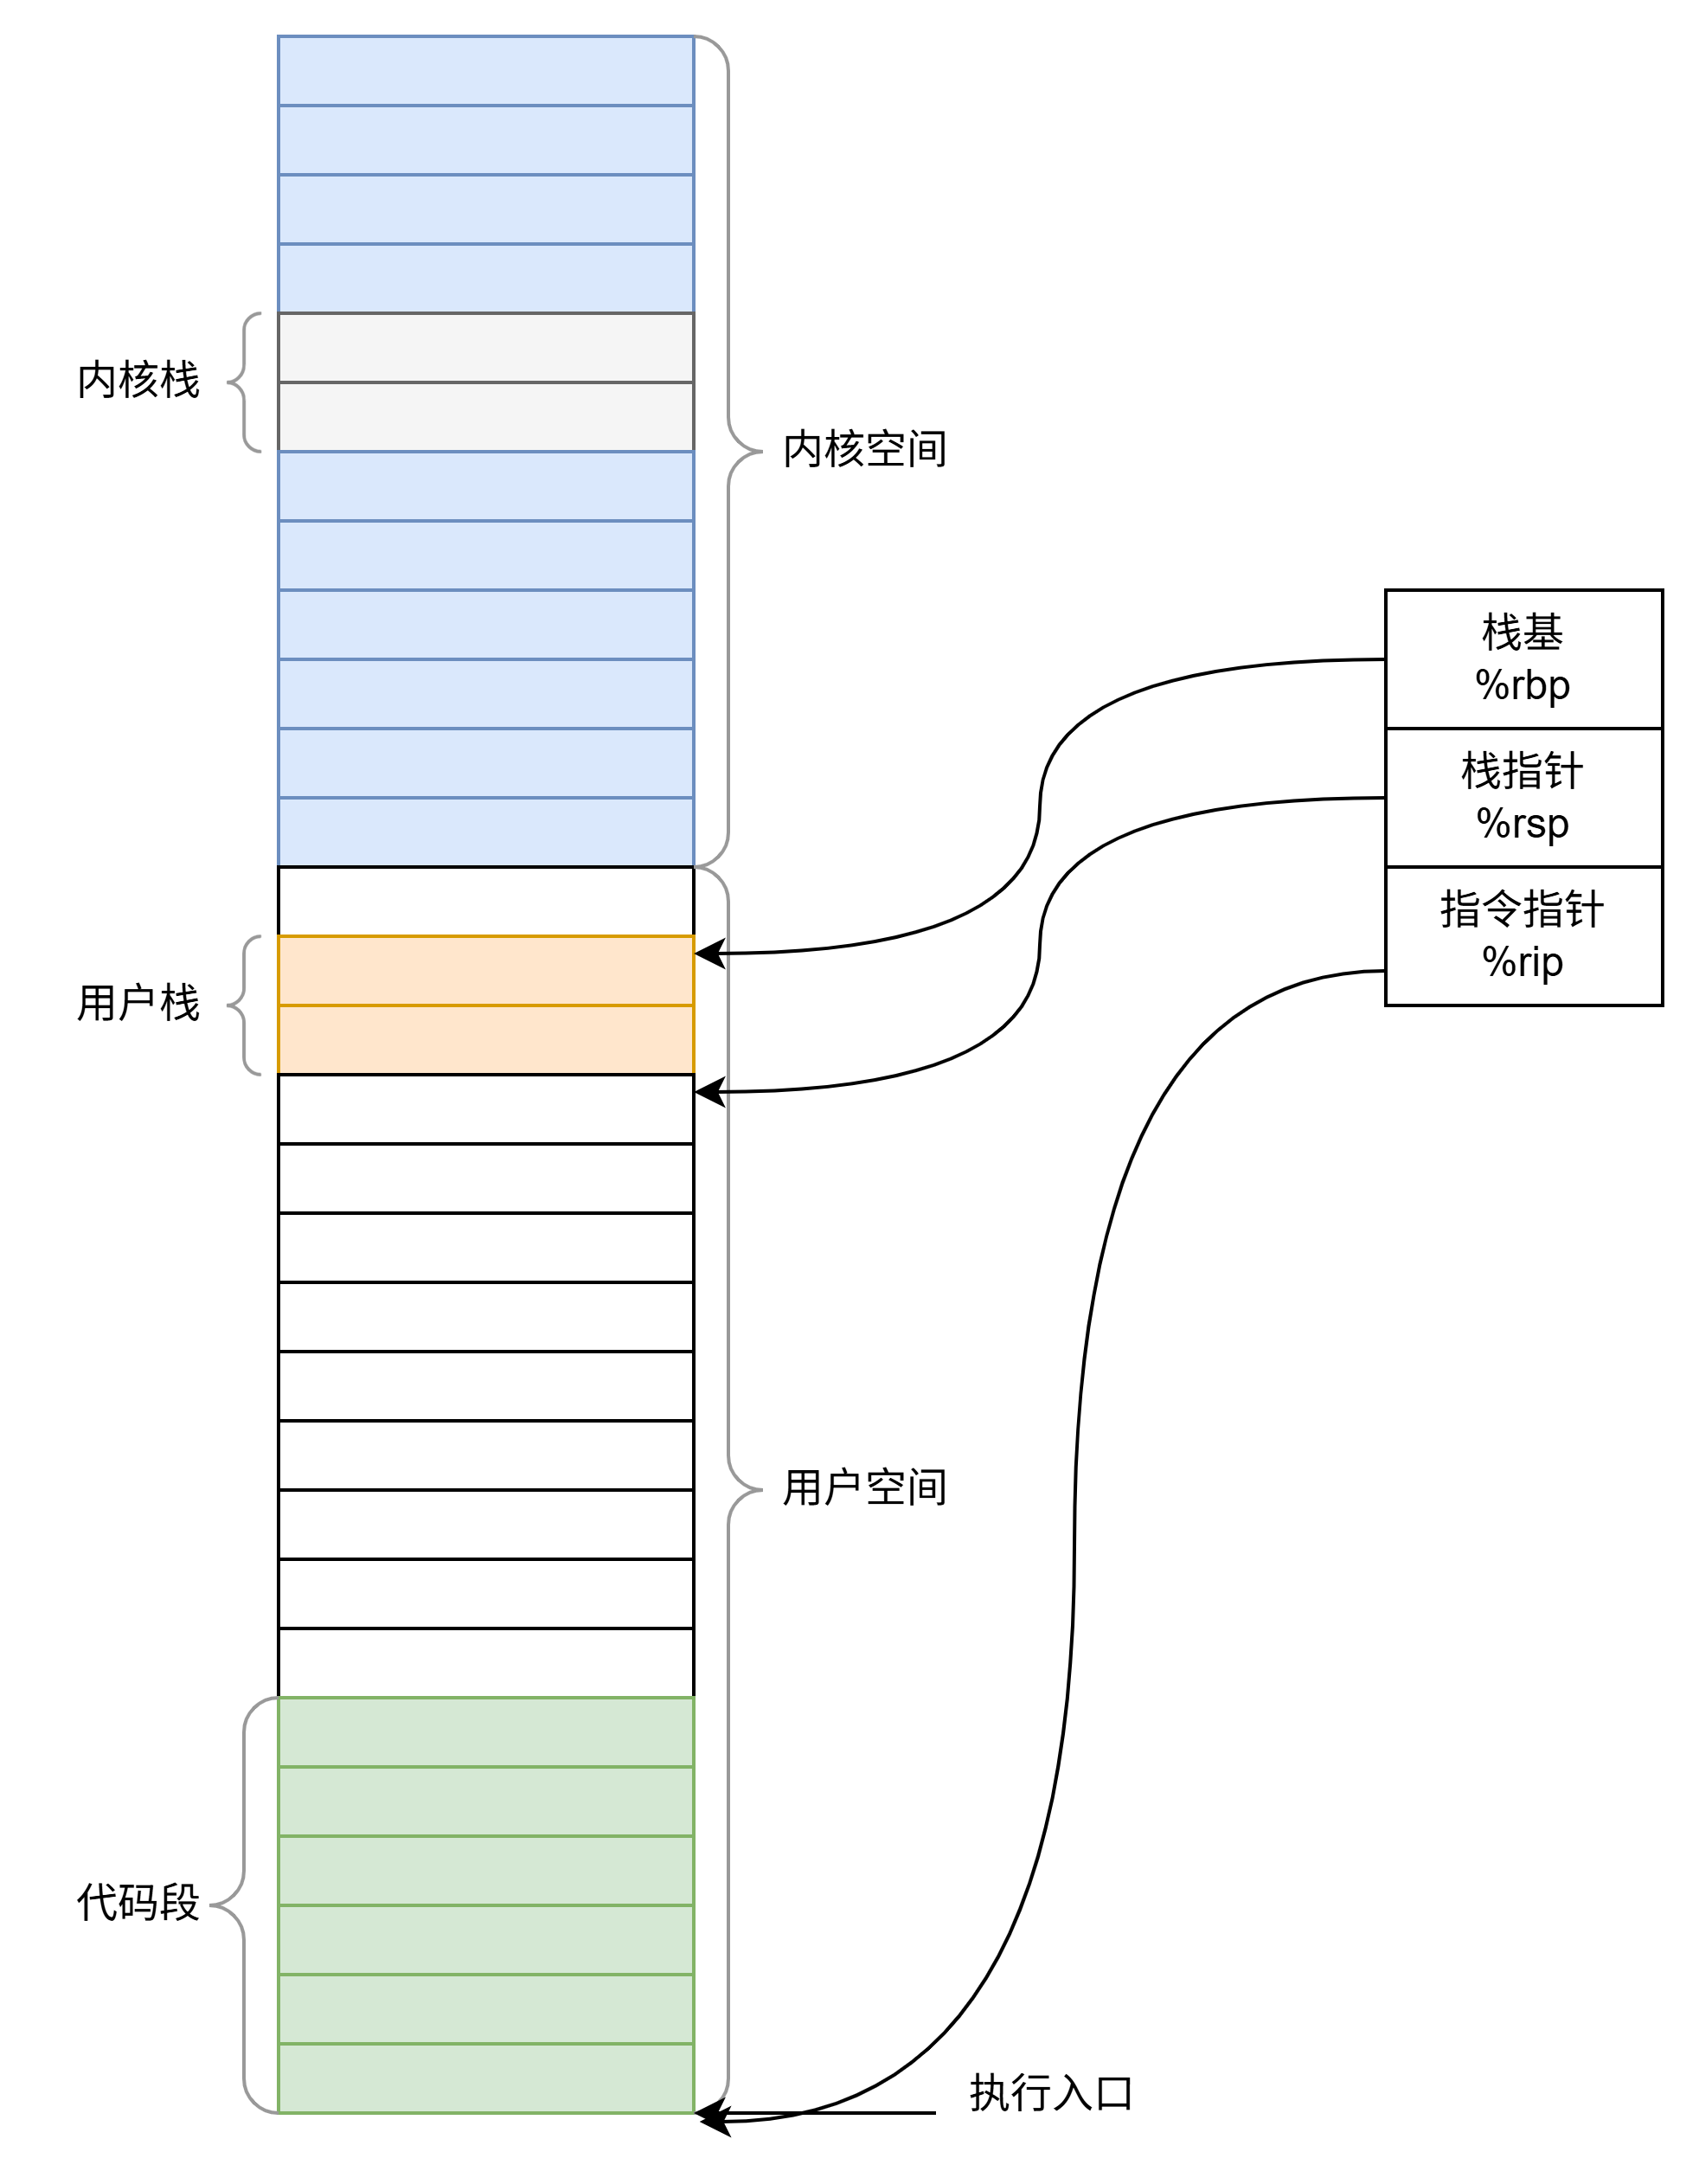 内核栈
内核空间
栈基
%rbp
栈指针
%rsp
指令指针
%rip
用户栈
用户空间
代码段
执行入口